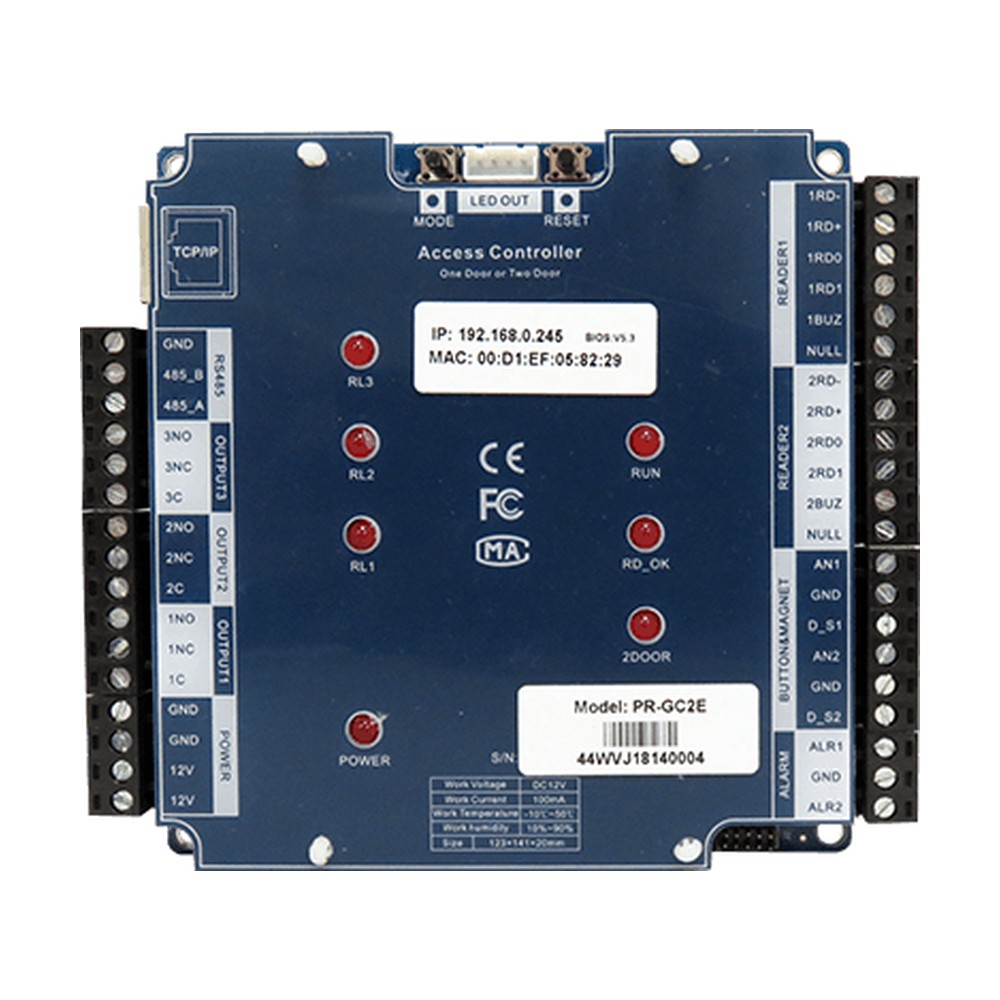 LED OUT
MODE
RESET
Access Controller
One Door or Two Door
TCP/IP
IP: 192.168.0.245 BIOS:V5.3
MAC: 00:D1:EF:05:82:29
GND
485_B
485_A
RS485
3NO
3NC
3C
OUTPUT3
2NO
2NC
2C
OUTPUT2
1NO
1NC
1C
OUTPUT1
GND
GND
12V
12V
POWER
RL3
RL2
RL1
POWER
CE
FC
MA
RUN
RD_OK
2DOOR
READER1
1RD-
1RD+
1RD0
1RD1
1BUZ
NULL
READER2
2RD-
2RD+
2RD0
2RD1
2BUZ
NULL
BUTTON&MAGNET
AN1
GND
D_S1
AN2
GND
D_S2
ALARM
ALR1
GND
ALR2
Model: PR-GC2E
S/N:
44WVJ18140004
Work Voltage DC12V
Work Current 100mA
Work Temperature -10℃~50℃
Work humidity 10%~90%
Size 123*141*20mm